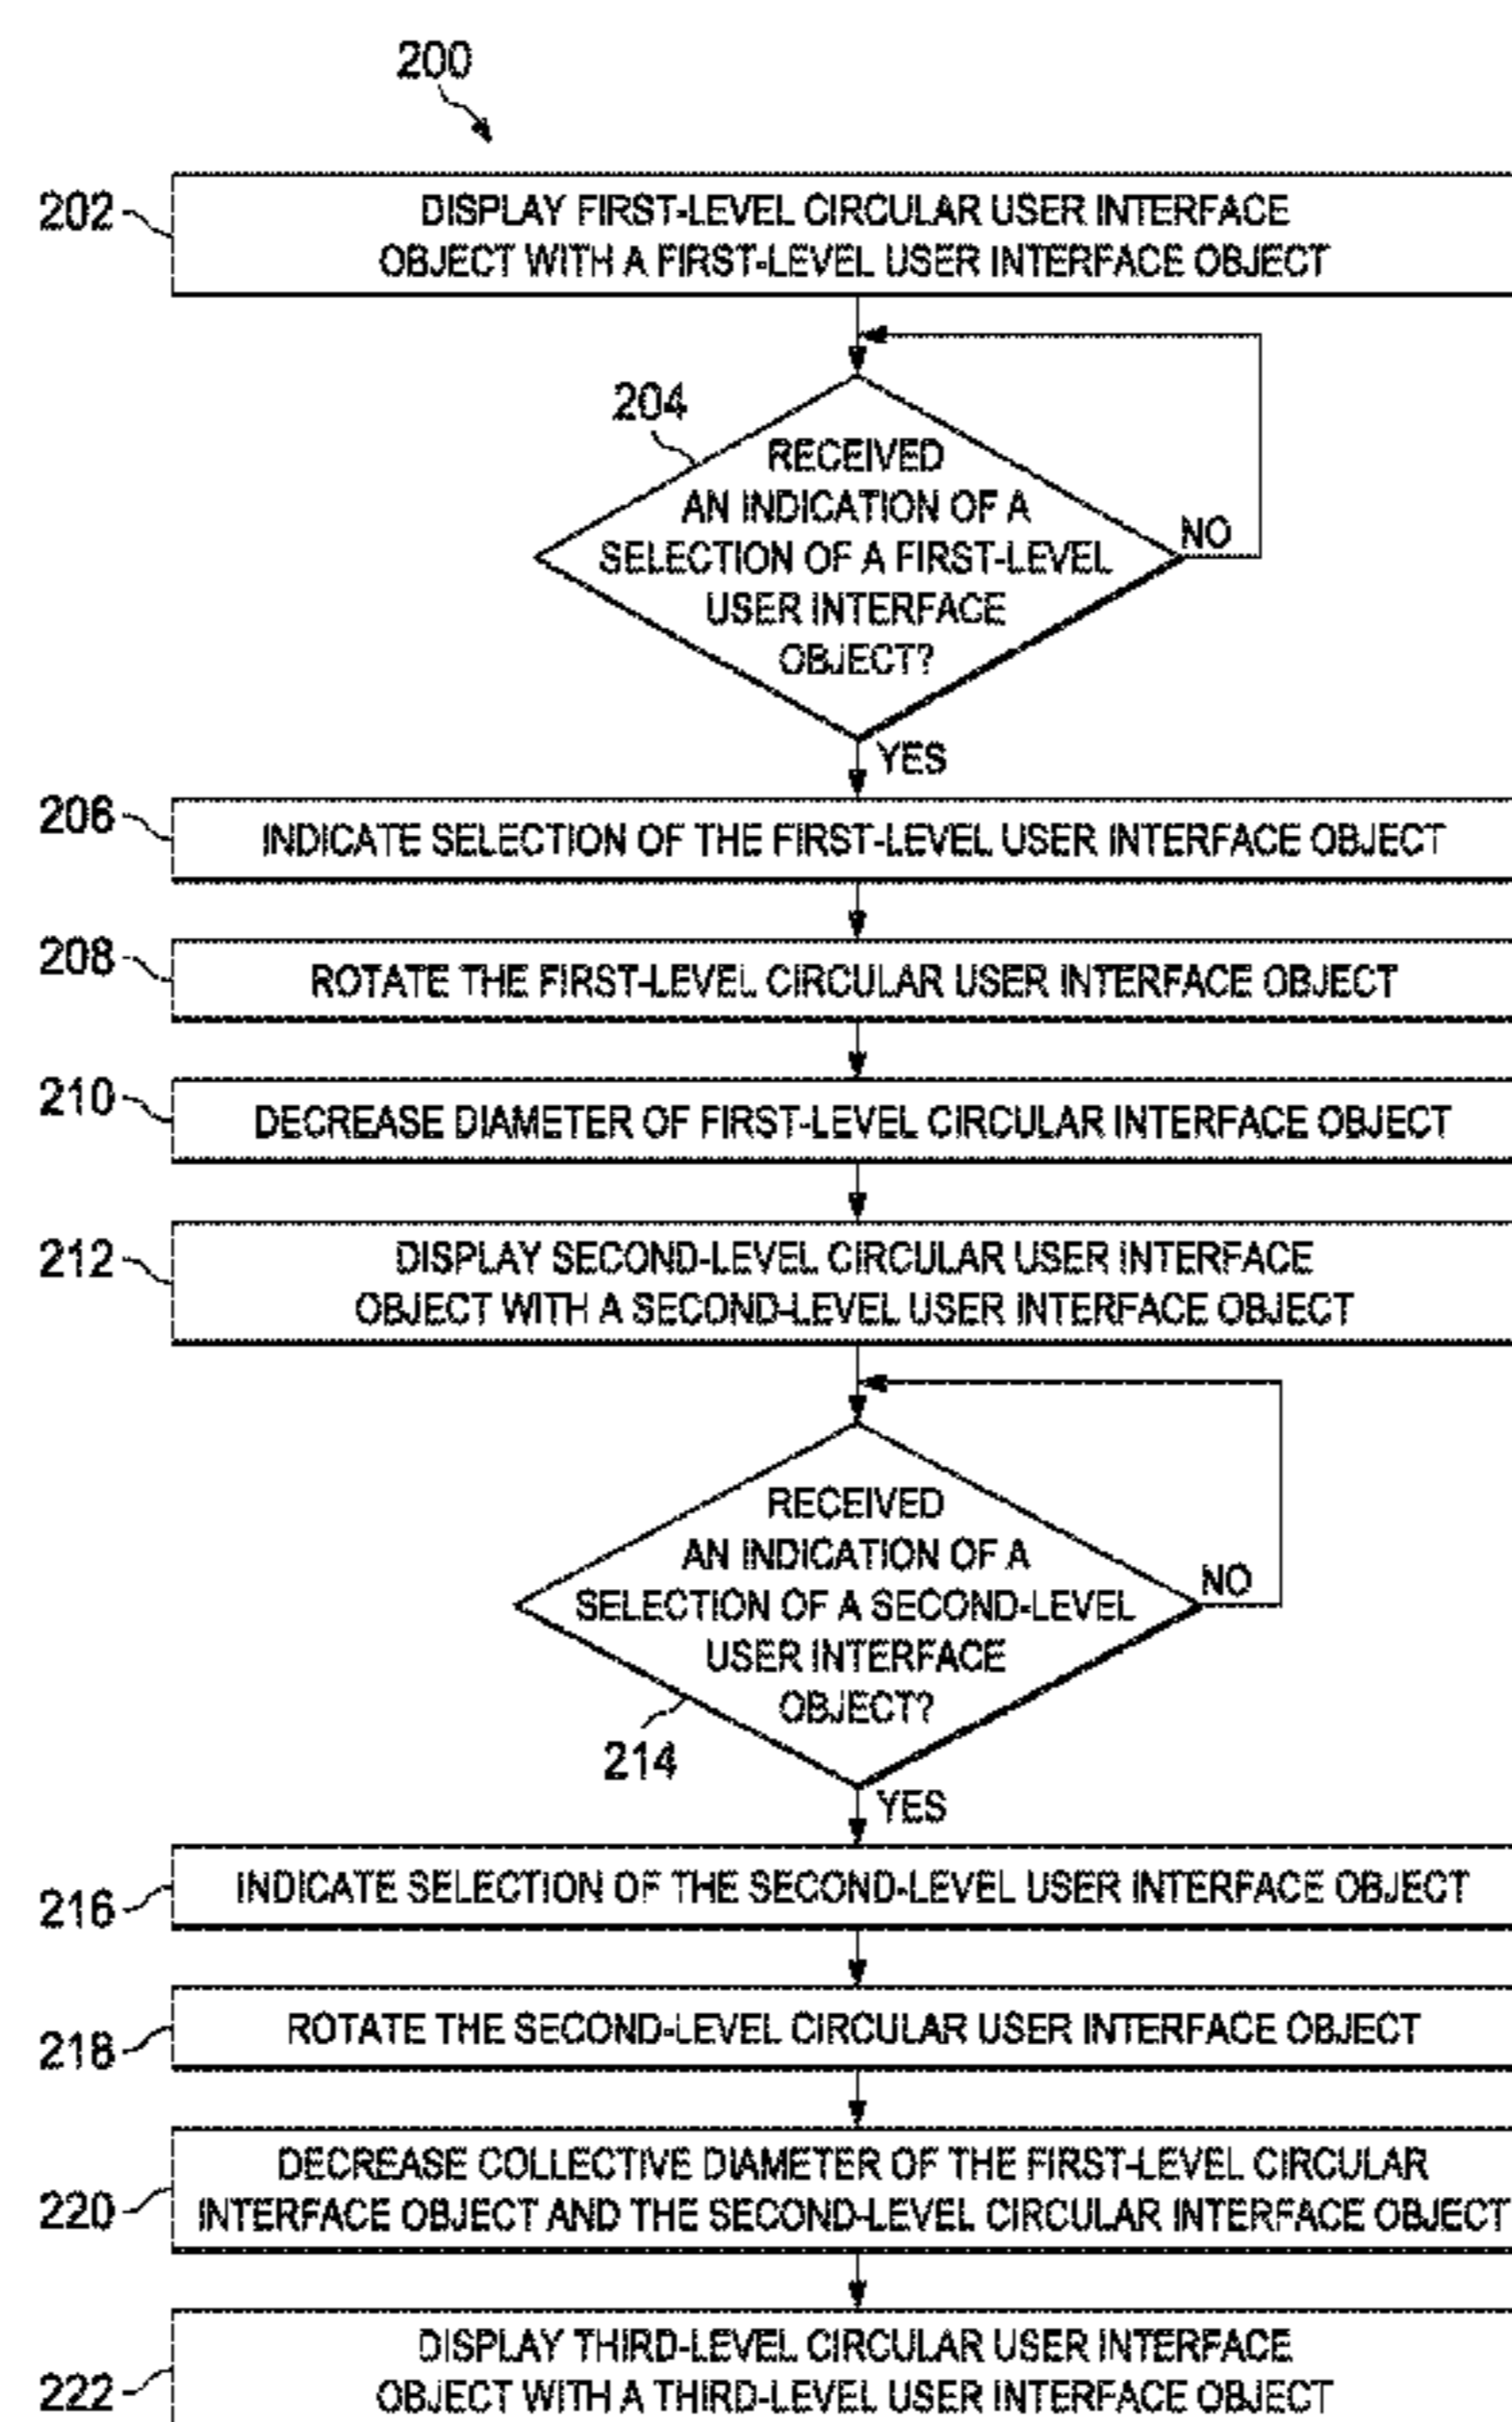 200
202
DISPLAY FIRST-LEVEL CIRCULAR USER INTERFACE
OBJECT WITH A FIRST-LEVEL USER INTERFACE OBJECT
204
RECEIVED
AN INDICATION OF A
SELECTION OF A FIRST-LEVEL
USER INTERFACE
OBJECT?
NO
YES
206
INDICATE SELECTION OF THE FIRST-LEVEL USER INTERFACE OBJECT
208
ROTATE THE FIRST-LEVEL CIRCULAR USER INTERFACE OBJECT
210
DECREASE DIAMETER OF FIRST-LEVEL CIRCULAR INTERFACE OBJECT
212
DISPLAY SECOND-LEVEL CIRCULAR USER INTERFACE
OBJECT WITH A SECOND-LEVEL USER INTERFACE OBJECT
RECEIVED
AN INDICATION OF A
SELECTION OF A SECOND-LEVEL
USER INTERFACE
OBJECT?
NO
214
YES
216
INDICATE SELECTION OF THE SECOND-LEVEL USER INTERFACE OBJECT
218
ROTATE THE SECOND-LEVEL CIRCULAR USER INTERFACE OBJECT
220
DECREASE COLLECTIVE DIAMETER OF THE FIRST-LEVEL CIRCULAR
INTERFACE OBJECT AND THE SECOND-LEVEL CIRCULAR INTERFACE OBJECT
222
DISPLAY THIRD-LEVEL CIRCULAR USER INTERFACE
OBJECT WITH A THIRD-LEVEL USER INTERFACE OBJECT